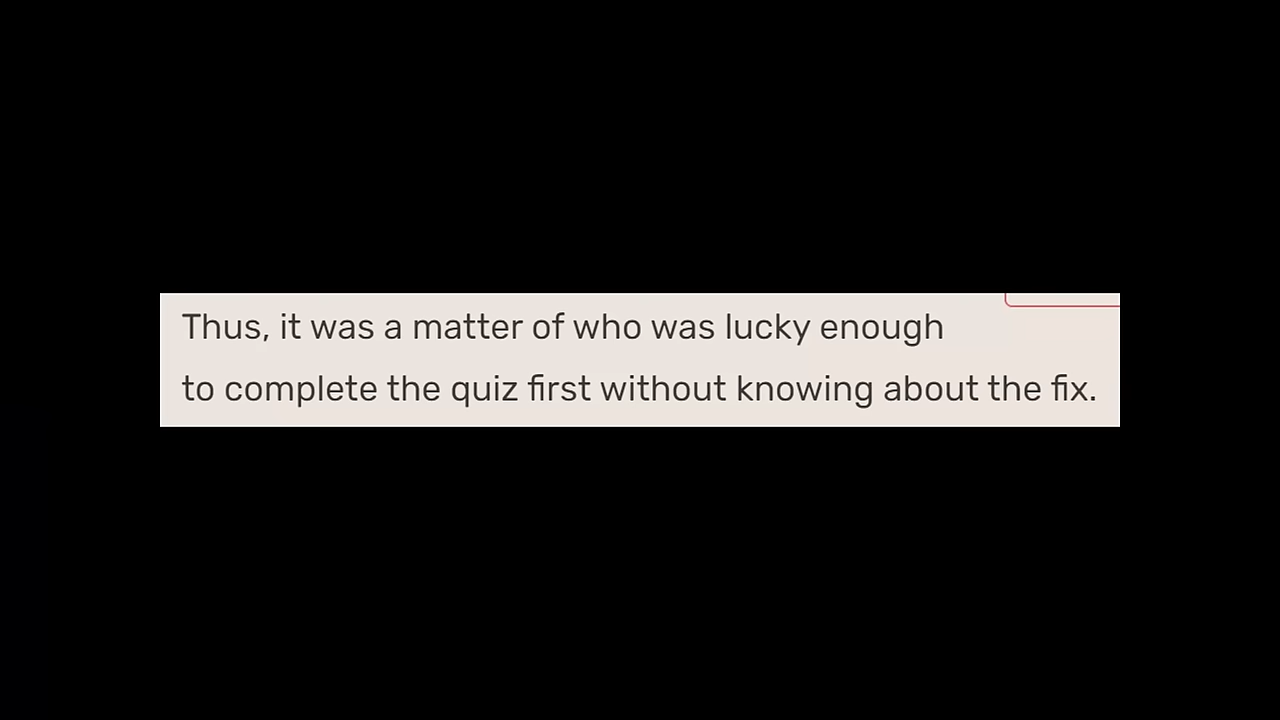 Thus, it was a matter of who was lucky enough
to complete the quiz first without knowing about the fix.